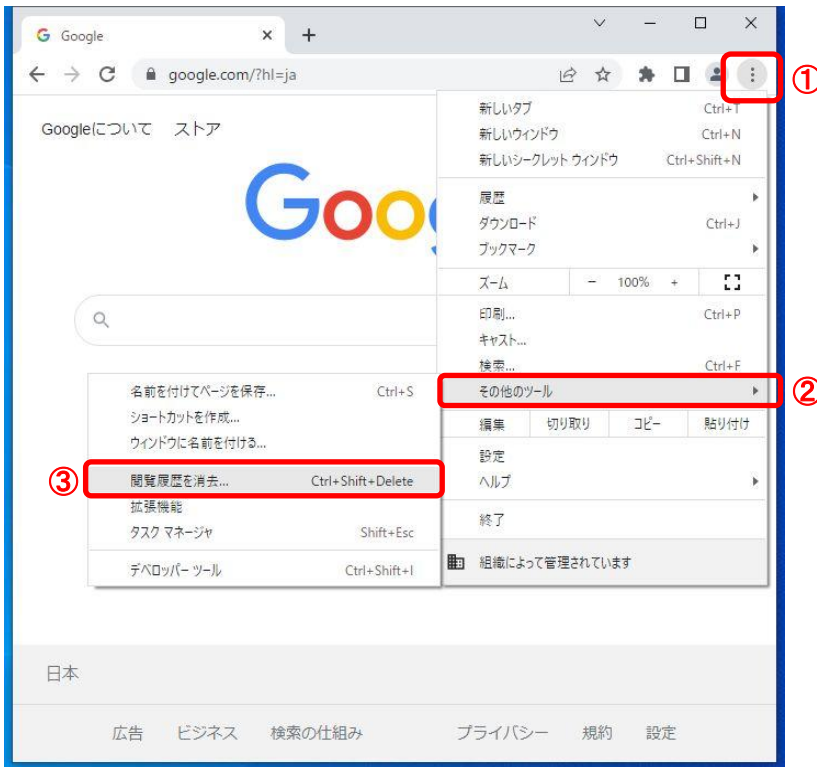 Google
google.com/?hl=ja
①
Googleについて ストア
Goo
新しいタブ Ctrl+T
新しいウィンドウ Ctrl+N
新しいシークレット ウィンドウ Ctrl+Shift+N
履歴
ダウンロード Ctrl+J
ブックマーク
ズーム − 100% +
印刷... Ctrl+P
キャスト...
検索... Ctrl+F
その他のツール
②
編集 切り取り コピー 貼り付け
設定
ヘルプ
終了
組織によって管理されています
名前を付けてページを保存... Ctrl+S
ショートカットを作成...
ウィンドウに名前を付ける...
③
閲覧履歴を消去... Ctrl+Shift+Delete
拡張機能
タスク マネージャ Shift+Esc
デベロッパー ツール Ctrl+Shift+I
日本
広告 ビジネス 検索の仕組み プライバシー 規約 設定